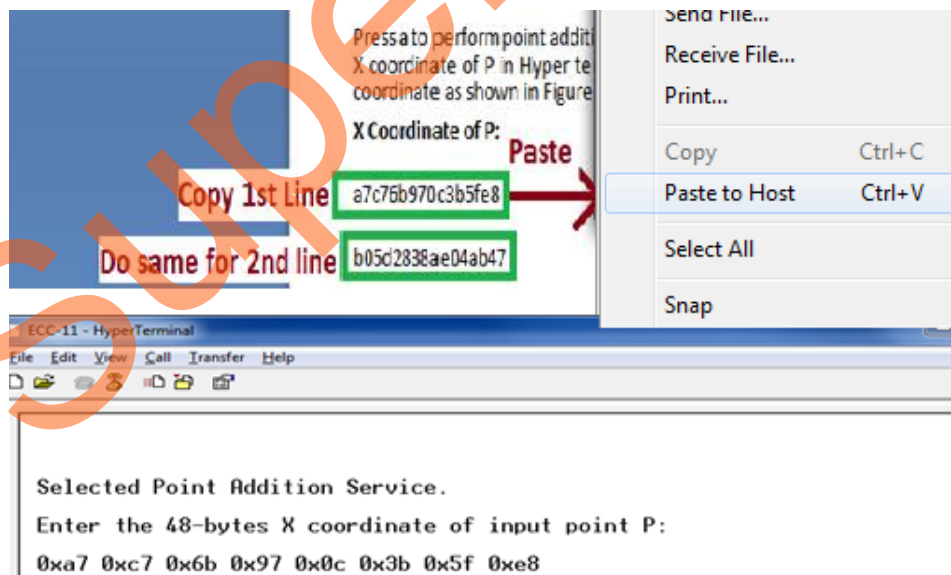 Send File...
Press a to perform point additi
X coordinate of P in Hyper te
Receive File...
coordinate as shown in Figure
Print...
X Coordinate of P:
Paste
Copy Ctrl+C
Copy 1st Line a7c76b970c3b5fe8
Paste to Host Ctrl+V
Do same for 2nd line b05d2838ae04ab47
Select All
Snap
ECC-11 - HyperTerminal
File Edit View Call Transfer Help
Selected Point Addition Service.
Enter the 48-bytes X coordinate of input point P:
0xa7 0xc7 0x6b 0x97 0x0c 0x3b 0x5f 0xe8